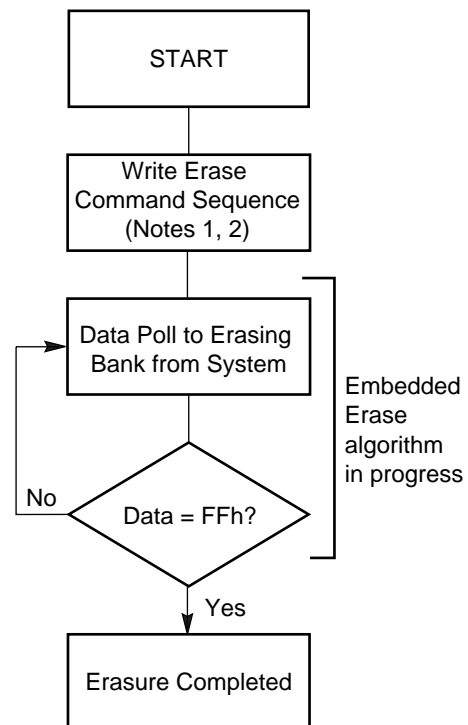 START
Write Erase
Command Sequence
(Notes 1, 2)
Data Poll to Erasing
Bank from System
Embedded
Erase
algorithm
in progress
No
Data = FFh?
Yes
Erasure Completed